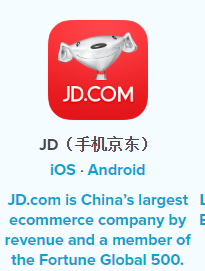 JD.COM
JD（手机京东）
iOS · Android
JD.com is China's largest
ecommerce company by
revenue and a member of
the Fortune Global 500.
L
E